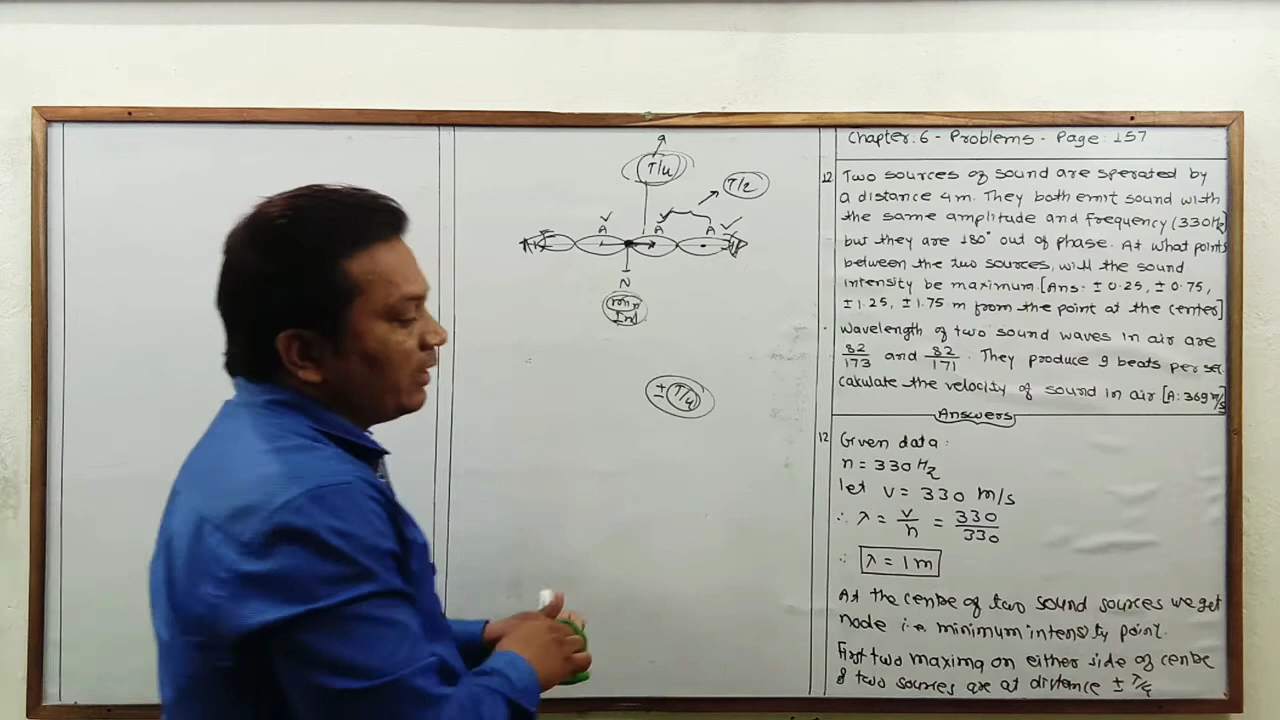 T/4
T/2
A
A
A
N
min
Int
± T/4
Chapter: 6 - Problems - Page: 157
12 Two sources of sound are sperated by
a distance 4m. They both emit sound with
the same amplitude and frequency (330Hz)
but they are 180° out of phase. At what points
between the two sources, will the sound
intensity be maximum. [Ans: ± 0.25, ± 0.75,
± 1.25, ± 1.75 m from the point at the center]
Wavelength of two sound waves in air are
82/173 and 82/171. They produce 9 beats per sec.
calculate the velocity of sound in air [A: 369 m/s]
Answers
12 Given data:
n = 330 Hz
let v = 330 m/s
∴ λ = v/n = 330/330
∴ λ = 1m
At the centre of two sound sources we get
node i.e. minimum intensity point.
First two maxima on either side of centre
of two sources are at distance ± T/4